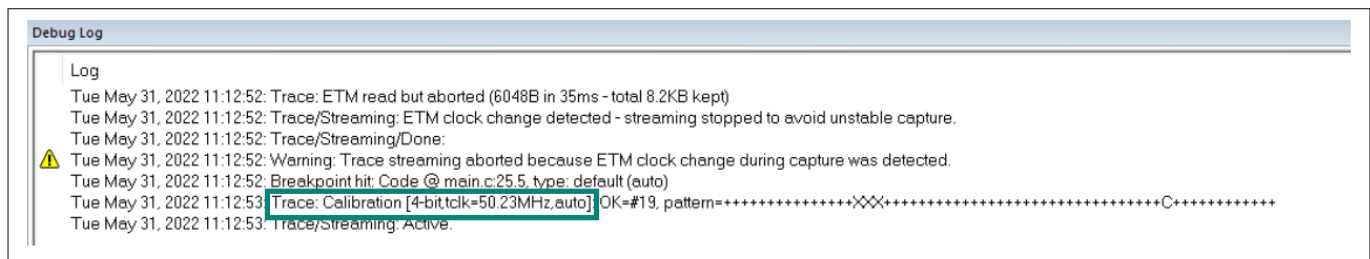 Debug Log
Log
Tue May 31, 2022 11:12:52: Trace: ETM read but aborted (6048B in 35ms - total 8.2KB kept)
Tue May 31, 2022 11:12:52: Trace/Streaming: ETM clock change detected - streaming stopped to avoid unstable capture.
Tue May 31, 2022 11:12:52: Trace/Streaming/Done:
Tue May 31, 2022 11:12:52: Warning: Trace streaming aborted because ETM clock change during capture was detected.
Tue May 31, 2022 11:12:52: Breakpoint hit: Code @ main.c:25.5, type: default (auto)
Tue May 31, 2022 11:12:53: Trace: Calibration [4-bit,tclk=50.23MHz,auto]: OK=#19, pattern=+++++++++++++++XXX++++++++++++++++++++++++++++++++C++++++++++++
Tue May 31, 2022 11:12:53: Trace/Streaming: Active.